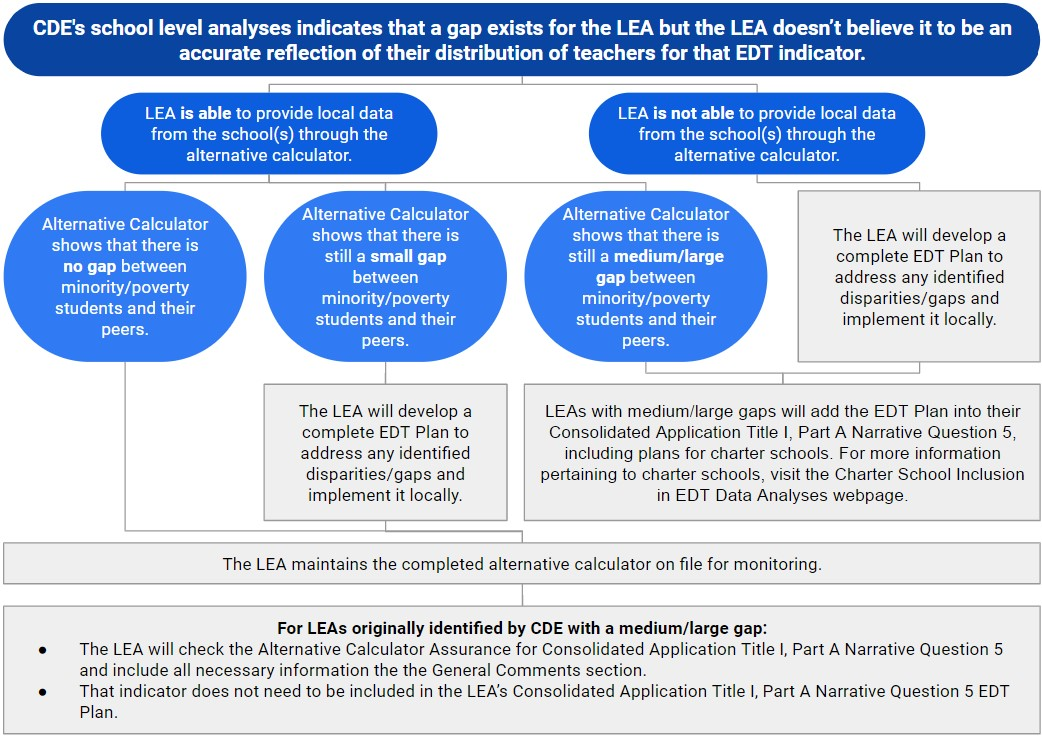 CDE's school level analyses indicates that a gap exists for the LEA but the LEA doesn't believe it to be an
accurate reflection of their distribution of teachers for that EDT indicator.
LEA is able to provide local data
from the school(s) through the
alternative calculator.
LEA is not able to provide local data
from the school(s) through the
alternative calculator.
Alternative Calculator
shows that there is
no gap between
minority/poverty
students and their
peers.
Alternative Calculator
shows that there is
still a small gap
between
minority/poverty
students and their
peers.
Alternative Calculator
shows that there is
still a medium/large
gap between
minority/poverty
students and their
peers.
The LEA will develop a
complete EDT Plan to
address any identified
disparities/gaps and
implement it locally.
The LEA will develop a
complete EDT Plan to
address any identified
disparities/gaps and
implement it locally.
LEAs with medium/large gaps will add the EDT Plan into their
Consolidated Application Title I, Part A Narrative Question 5,
including plans for charter schools. For more information
pertaining to charter schools, visit the Charter School Inclusion
in EDT Data Analyses webpage.
The LEA maintains the completed alternative calculator on file for monitoring.
For LEAs originally identified by CDE with a medium/large gap:
● The LEA will check the Alternative Calculator Assurance for Consolidated Application Title I, Part A Narrative Question 5
and include all necessary information the the General Comments section.
● That indicator does not need to be included in the LEA's Consolidated Application Title I, Part A Narrative Question 5 EDT
Plan.